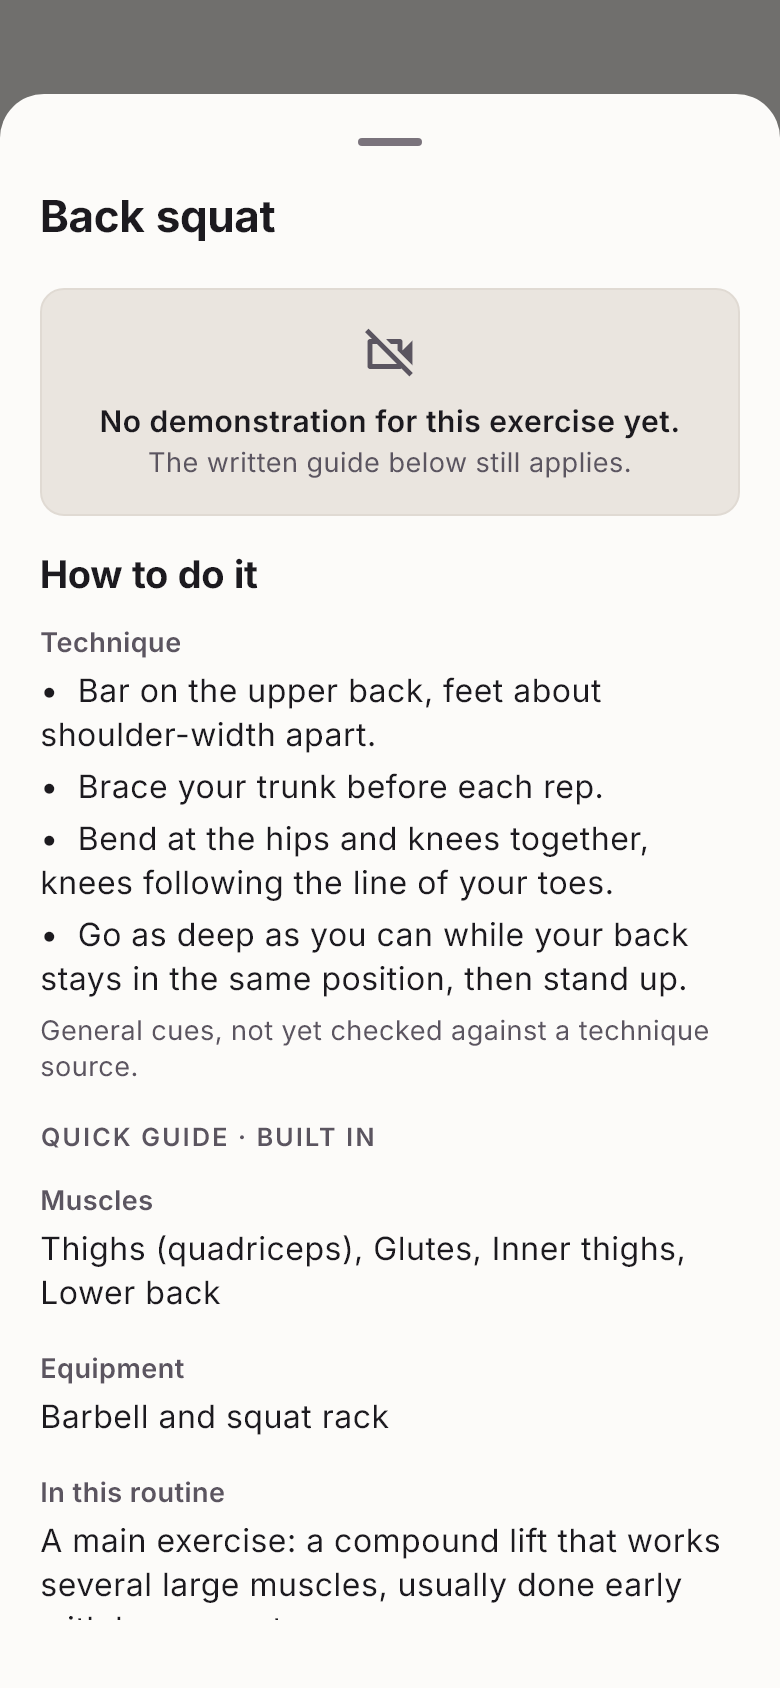 Back squat
No demonstration for this exercise yet.
The written guide below still applies.
How to do it
Technique
• Bar on the upper back, feet about
shoulder-width apart.
• Brace your trunk before each rep.
• Bend at the hips and knees together,
knees following the line of your toes.
• Go as deep as you can while your back
stays in the same position, then stand up.
General cues, not yet checked against a technique
source.
QUICK GUIDE · BUILT IN
Muscles
Thighs (quadriceps), Glutes, Inner thighs,
Lower back
Equipment
Barbell and squat rack
In this routine
A main exercise: a compound lift that works
several large muscles, usually done early